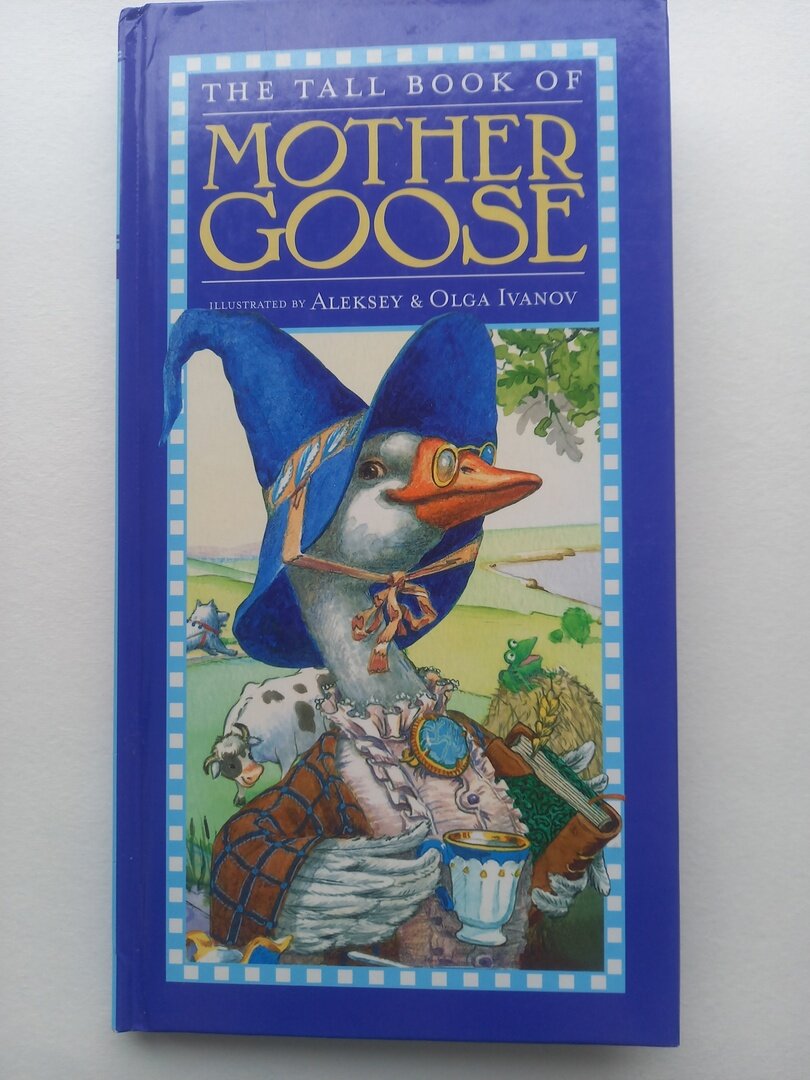 THE TALL BOOK OF
MOTHER
GOOSE
ILLUSTRATED BY ALEKSEY & OLGA IVANOV